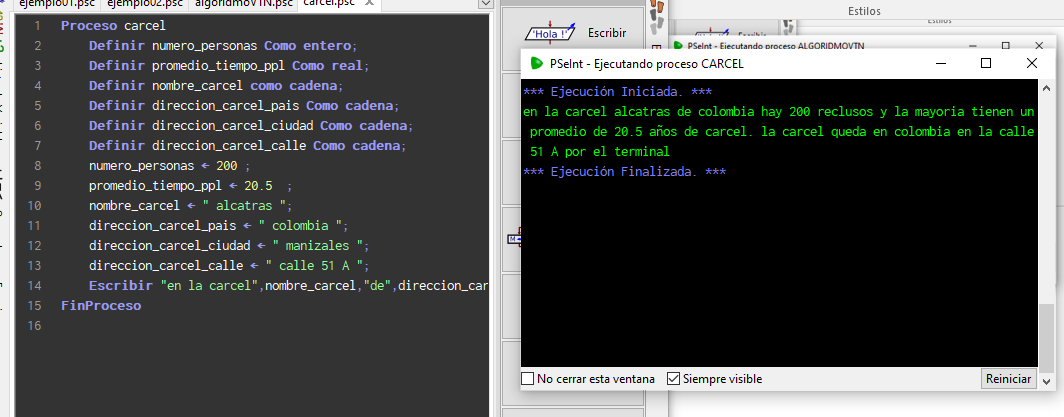 ejemplo01.psc
ejemplo02.psc
algoridmoVTN.psc
carcel.psc
1 Proceso carcel
2 Definir numero_personas Como entero;
3 Definir promedio_tiempo_ppl Como real;
4 Definir nombre_carcel como cadena;
5 Definir direccion_carcel_pais Como cadena;
6 Definir direccion_carcel_ciudad Como cadena;
7 Definir direccion_carcel_calle Como cadena;
8 numero_personas ← 200 ;
9 promedio_tiempo_ppl ← 20.5 ;
10 nombre_carcel ← " alcatras ";
11 direccion_carcel_pais ← " colombia ";
12 direccion_carcel_ciudad ← " manizales ";
13 direccion_carcel_calle ← " calle 51 A ";
14 Escribir "en la carcel",nombre_carcel,"de",direccion_car
15 FinProceso
16
'Hola !'
Escribir
Estilos
Estilos
PSeInt - Ejecutando proceso ALGORIDMOVTN
PSeInt - Ejecutando proceso CARCEL
*** Ejecución Iniciada. ***
en la carcel alcatras de colombia hay 200 reclusos y la mayoria tienen un
promedio de 20.5 años de carcel. la carcel queda en colombia en la calle
51 A por el terminal
*** Ejecución Finalizada. ***
No cerrar esta ventana
Siempre visible
Reiniciar